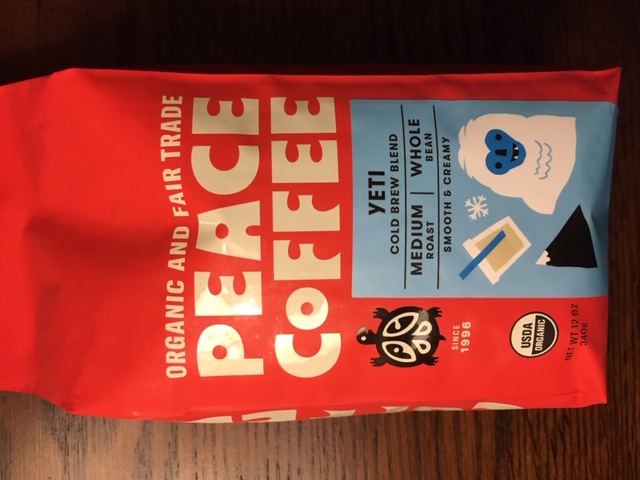 ORGANIC AND FAIR TRADE
PEACE
COFFEE
YETI
COLD BREW BLEND
MEDIUM ROAST
WHOLE BEAN
SMOOTH & CREAMY
SINCE
1996
USDA
ORGANIC
NET WT 12 OZ
340g